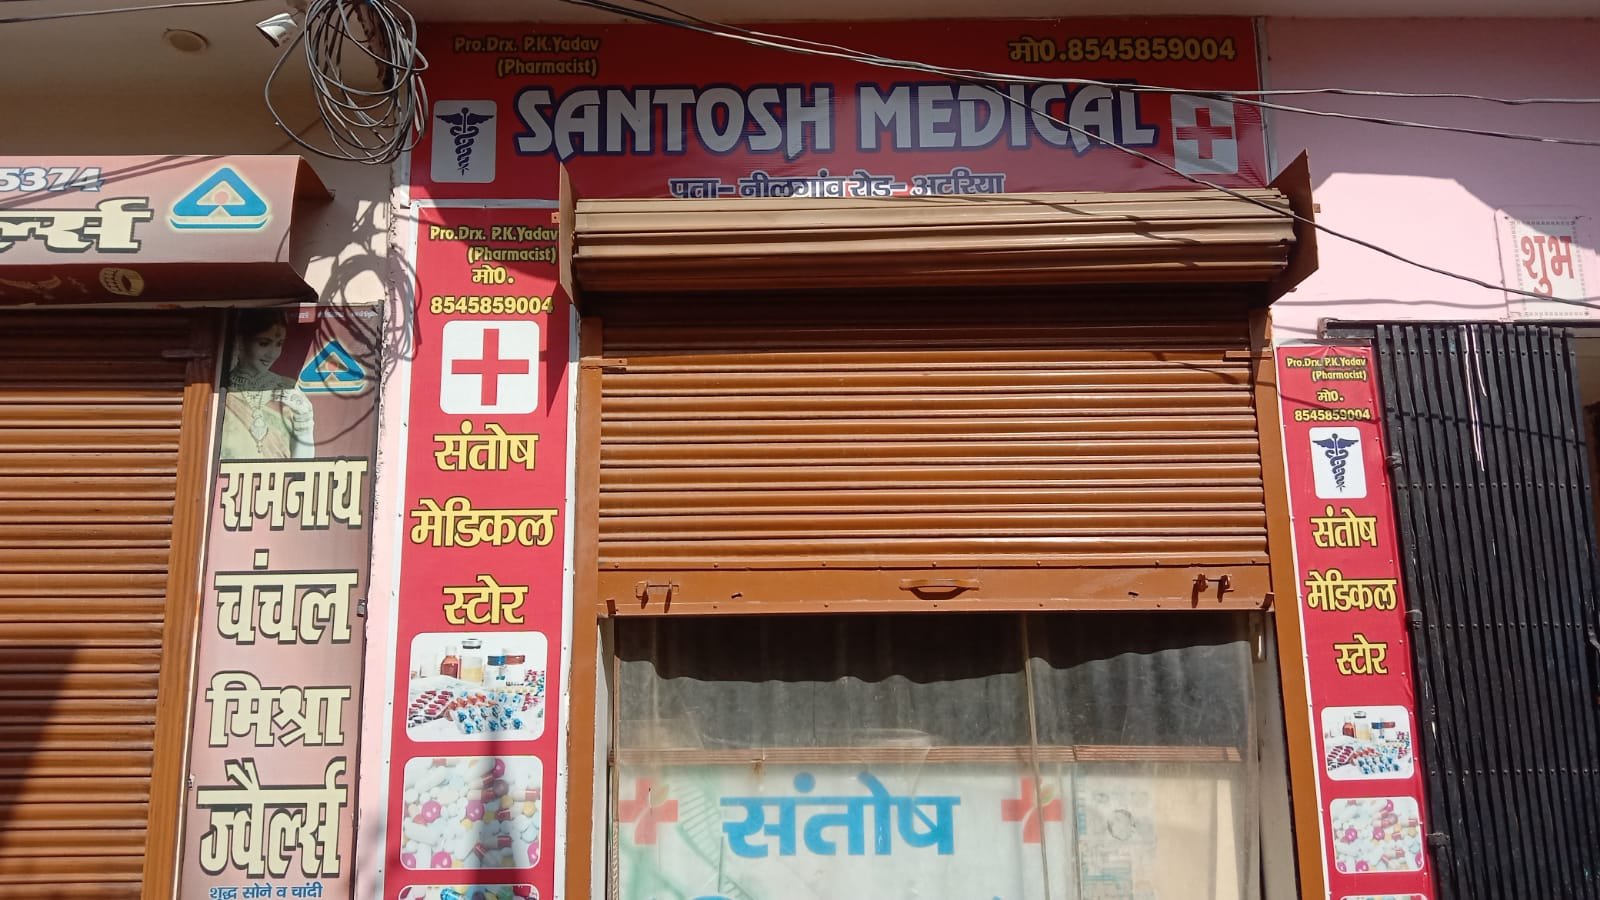 Pro.Drx. P.K.Yadav
(Pharmacist)
मो0.8545859004
SANTOSH MEDICAL
पता- नीलगांव रोड- अटरिया
5374
र्ल्स
Pro.Drx. P.K.Yadav
(Pharmacist)
मो0.
8545859004
संतोष
मेडिकल
स्टोर
रामनाथ
चंचल
मिश्रा
ज्वैर्ल्स
शुद्ध सोने व चांदी
संतोष
Pro.Drx. P.K.Yadav
(Pharmacist)
मो0.
8545859004
संतोष
मेडिकल
स्टोर
शुभ